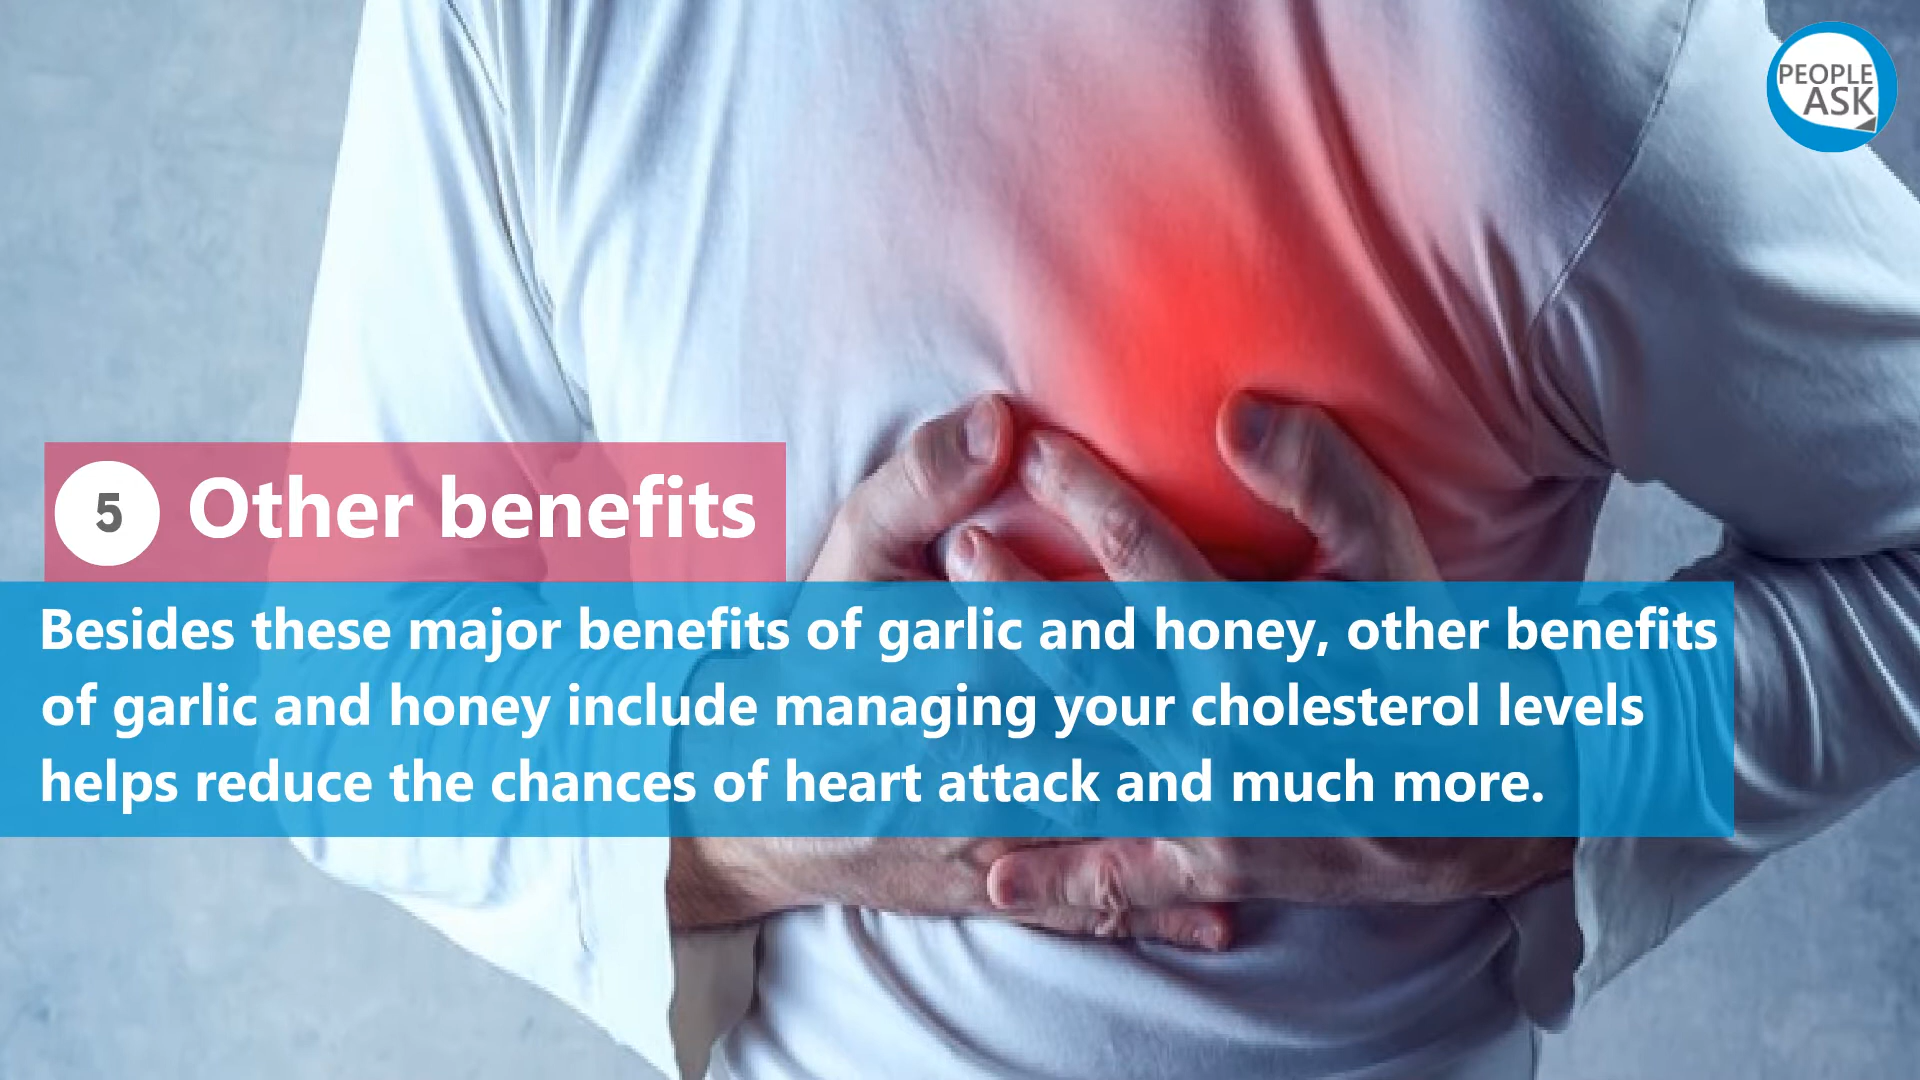 PEOPLE
ASK
5 Other benefits
Besides these major benefits of garlic and honey, other benefits
of garlic and honey include managing your cholesterol levels
helps reduce the chances of heart attack and much more.